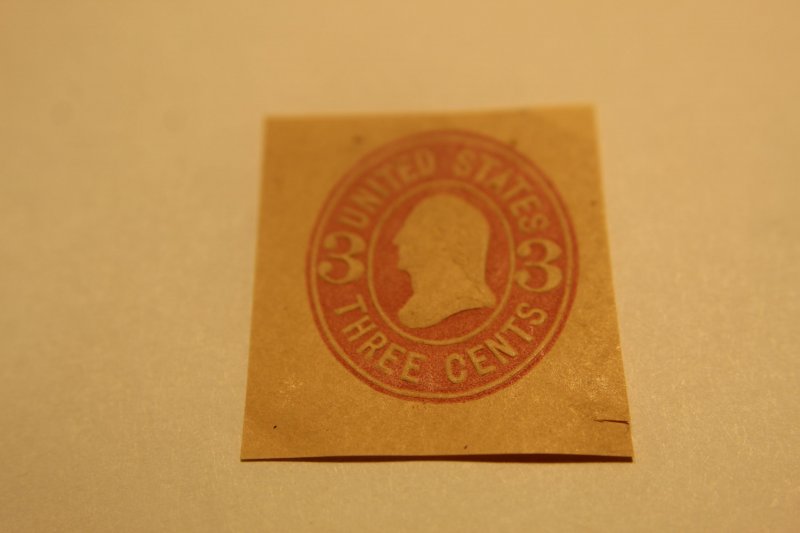 UNITED STATES
3 3
THREE CENTS